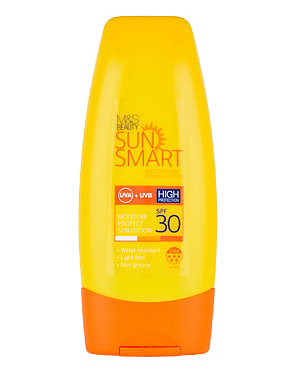 M&S
BEAUTY
SUN
SMART
UVA + UVB
HIGH
PROTECTION
MOISTURE
PROTECT
SUN LOTION
SPF
30
• Water resistant
• Light feel
• Non greasy